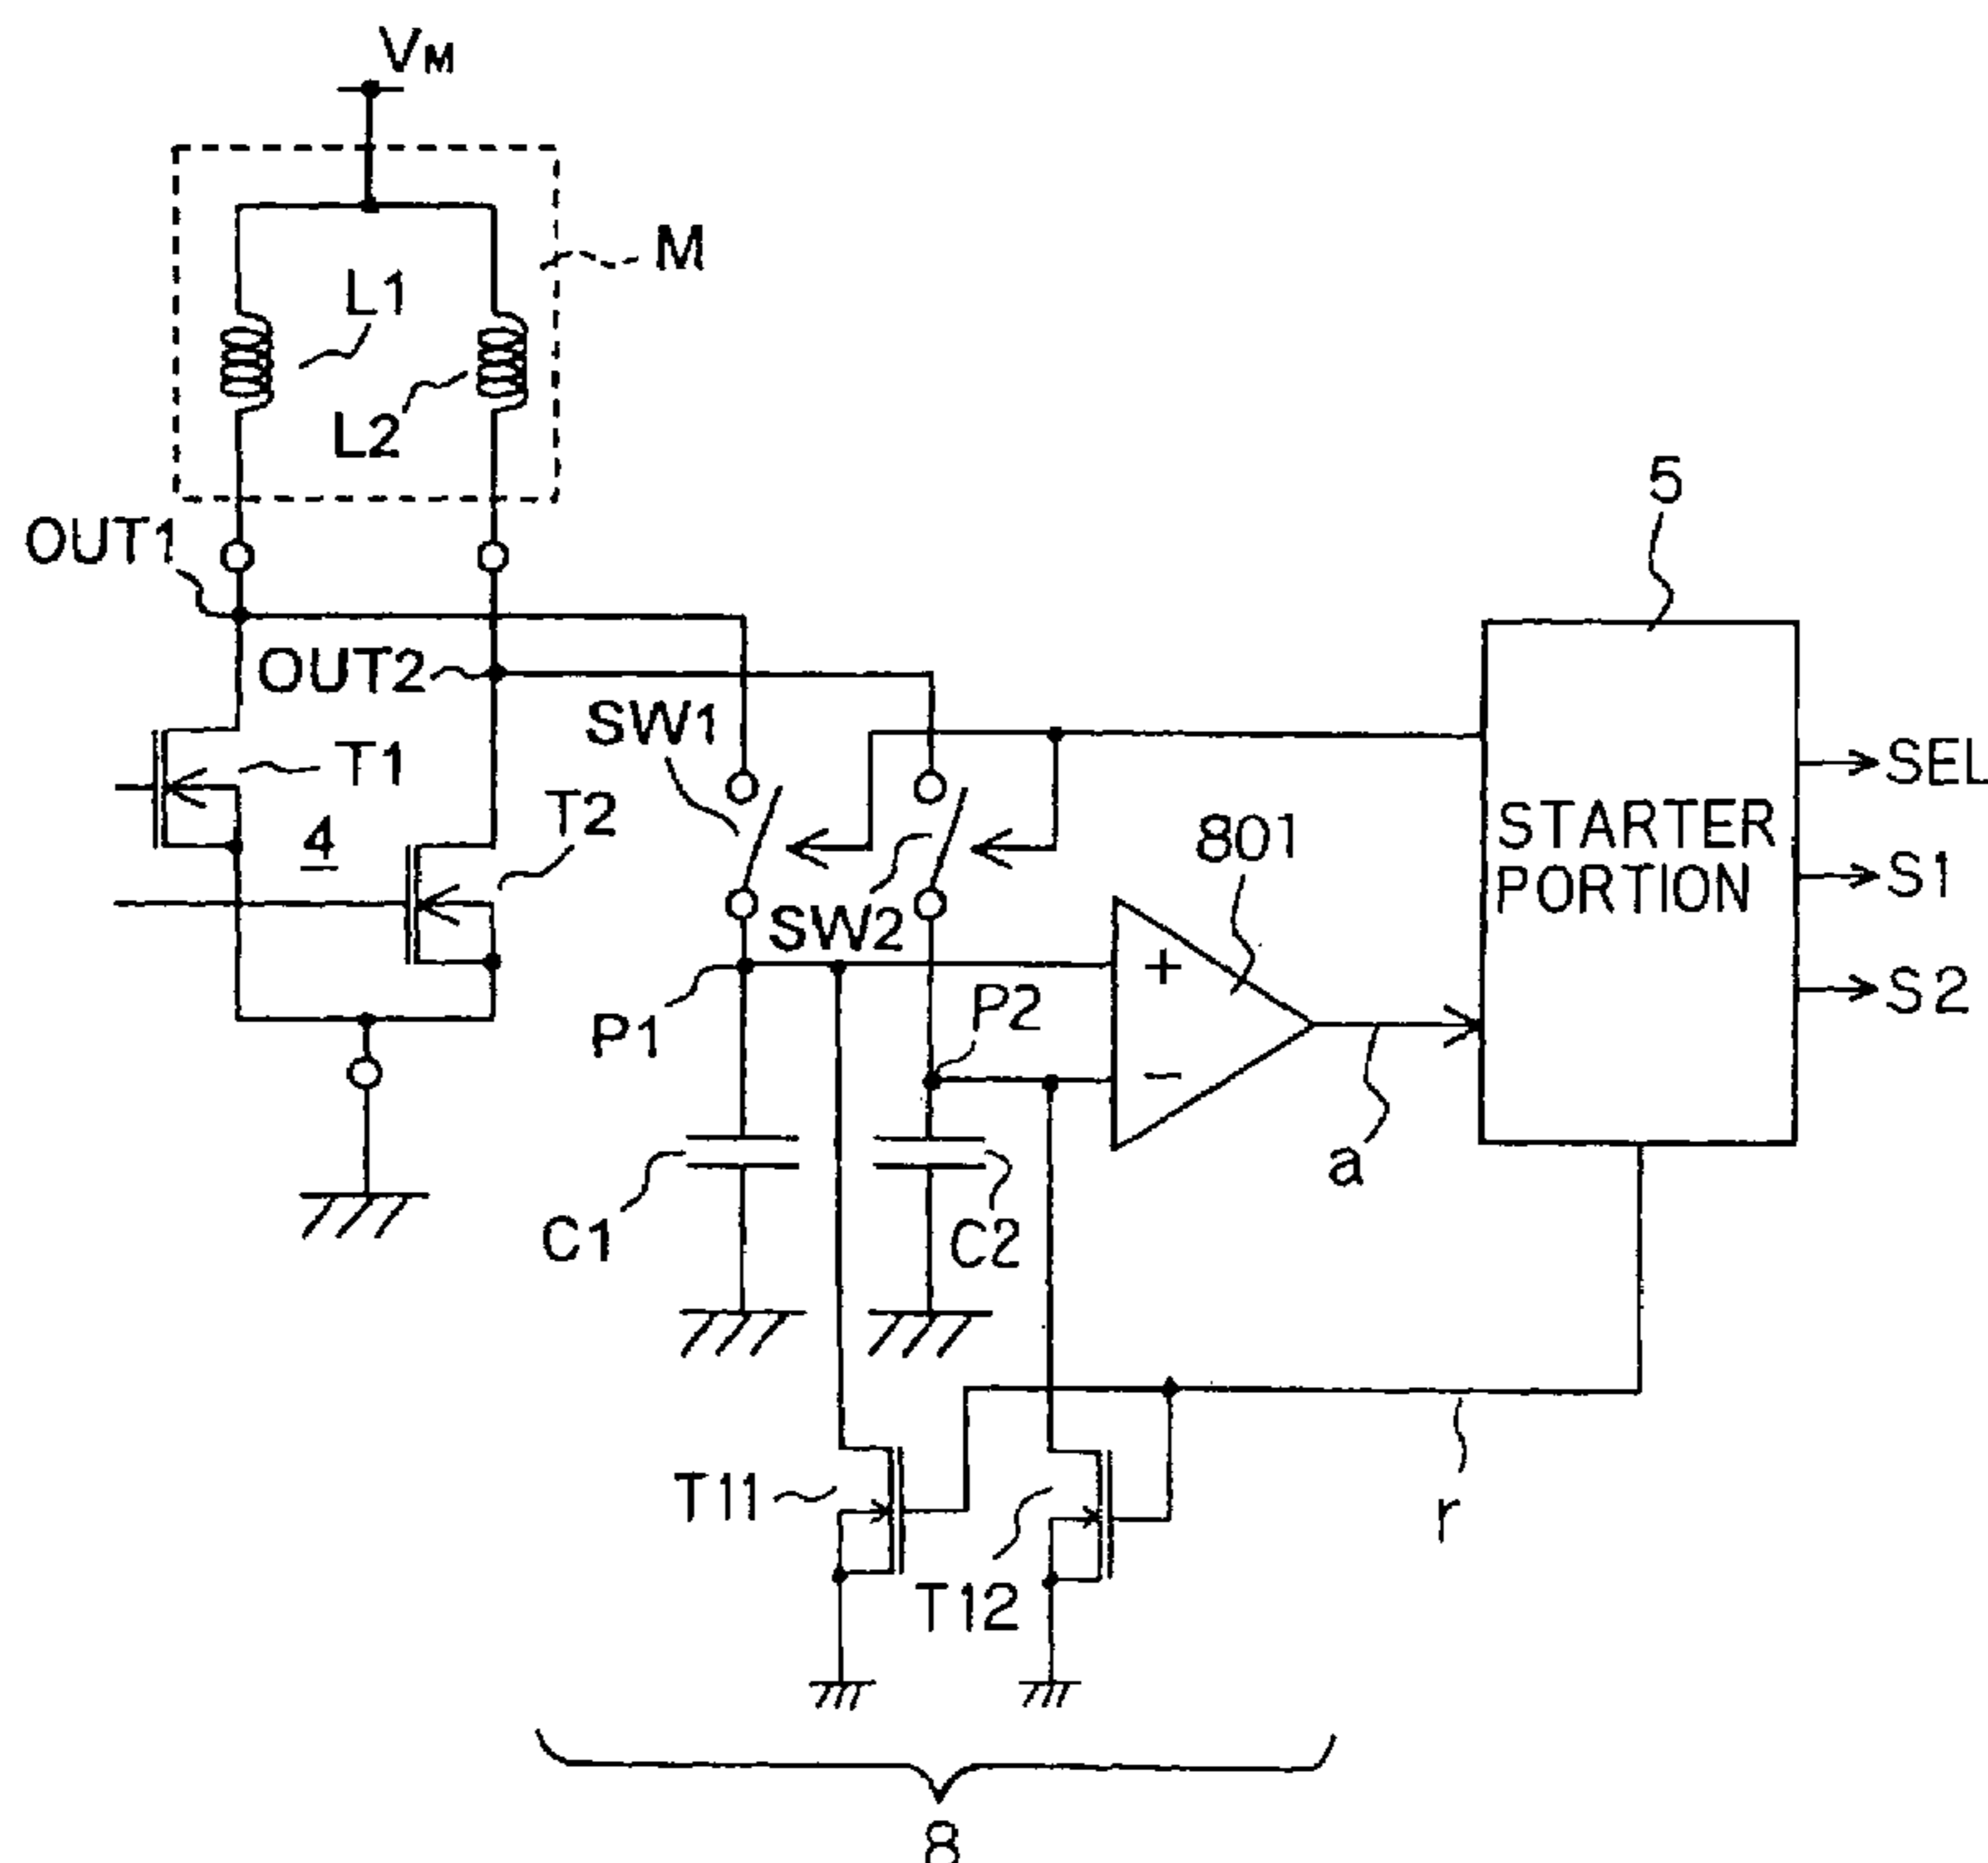 VM
M
L1
L2
OUT1
5
OUT2
SW1
SEL
T1
T2
4
801
STARTER
PORTION
S1
SW2
+
S2
P2
P1
−
a
C1
C2
T11
r
T12
8